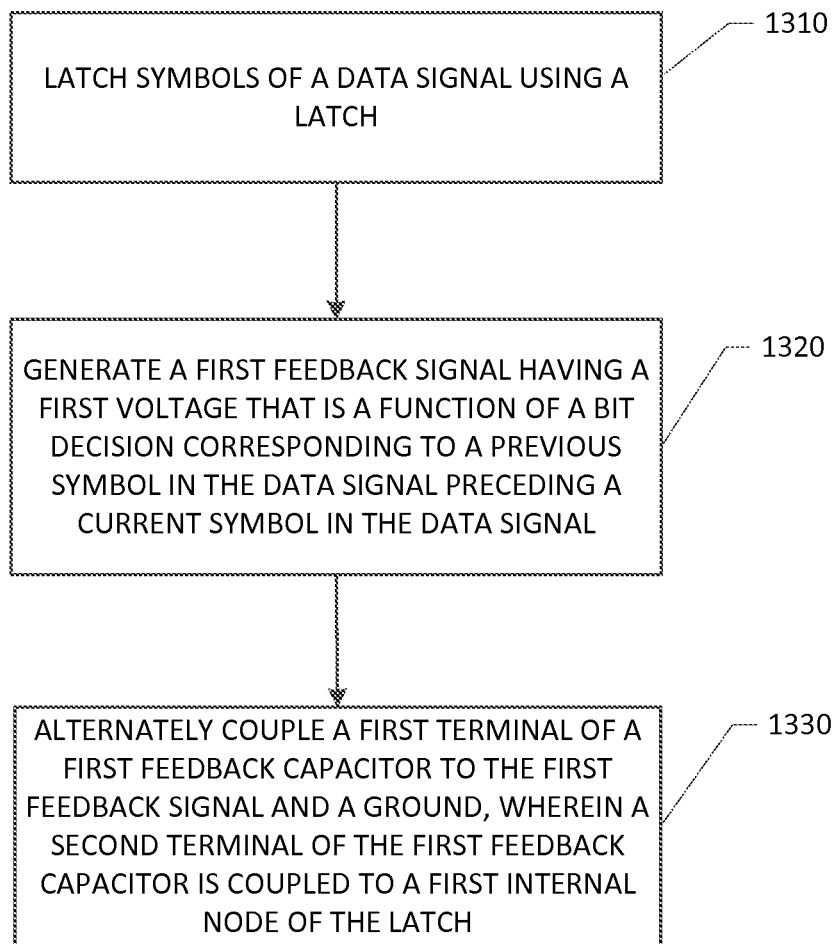 1310
LATCH SYMBOLS OF A DATA SIGNAL USING A
LATCH
1320
GENERATE A FIRST FEEDBACK SIGNAL HAVING A
FIRST VOLTAGE THAT IS A FUNCTION OF A BIT
DECISION CORRESPONDING TO A PREVIOUS
SYMBOL IN THE DATA SIGNAL PRECEDING A
CURRENT SYMBOL IN THE DATA SIGNAL
1330
ALTERNATELY COUPLE A FIRST TERMINAL OF A
FIRST FEEDBACK CAPACITOR TO THE FIRST
FEEDBACK SIGNAL AND A GROUND, WHEREIN A
SECOND TERMINAL OF THE FIRST FEEDBACK
CAPACITOR IS COUPLED TO A FIRST INTERNAL
NODE OF THE LATCH